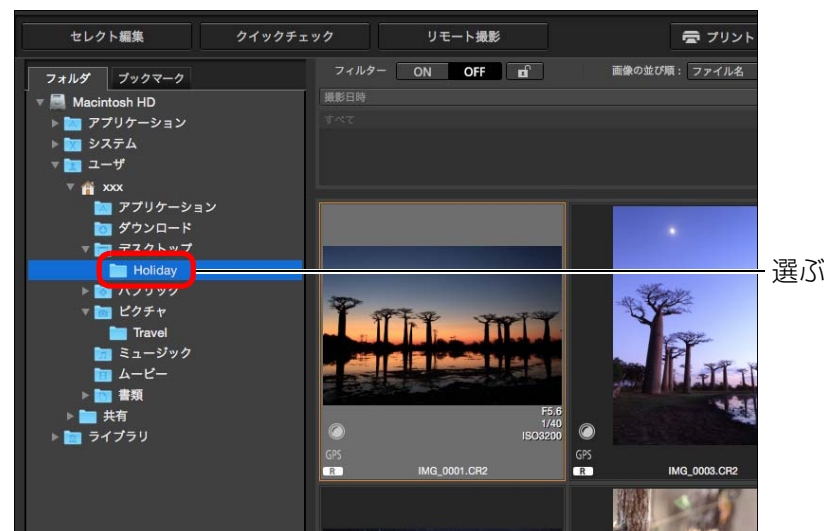 セレクト編集 クイックチェック リモート撮影 プリント
フォルダ ブックマーク
フィルター ON OFF 画像の並び順： ファイル名
撮影日時
すべて
Macintosh HD
アプリケーション
システム
ユーザ
xxx
アプリケーション
ダウンロード
デスクトップ
Holiday
選ぶ
パブリック
ピクチャ
Travel
ミュージック
ムービー
書類
共有
ライブラリ
F5.6
1/40
ISO3200
GPS
R IMG_0001.CR2
GPS
R IMG_0003.CR2